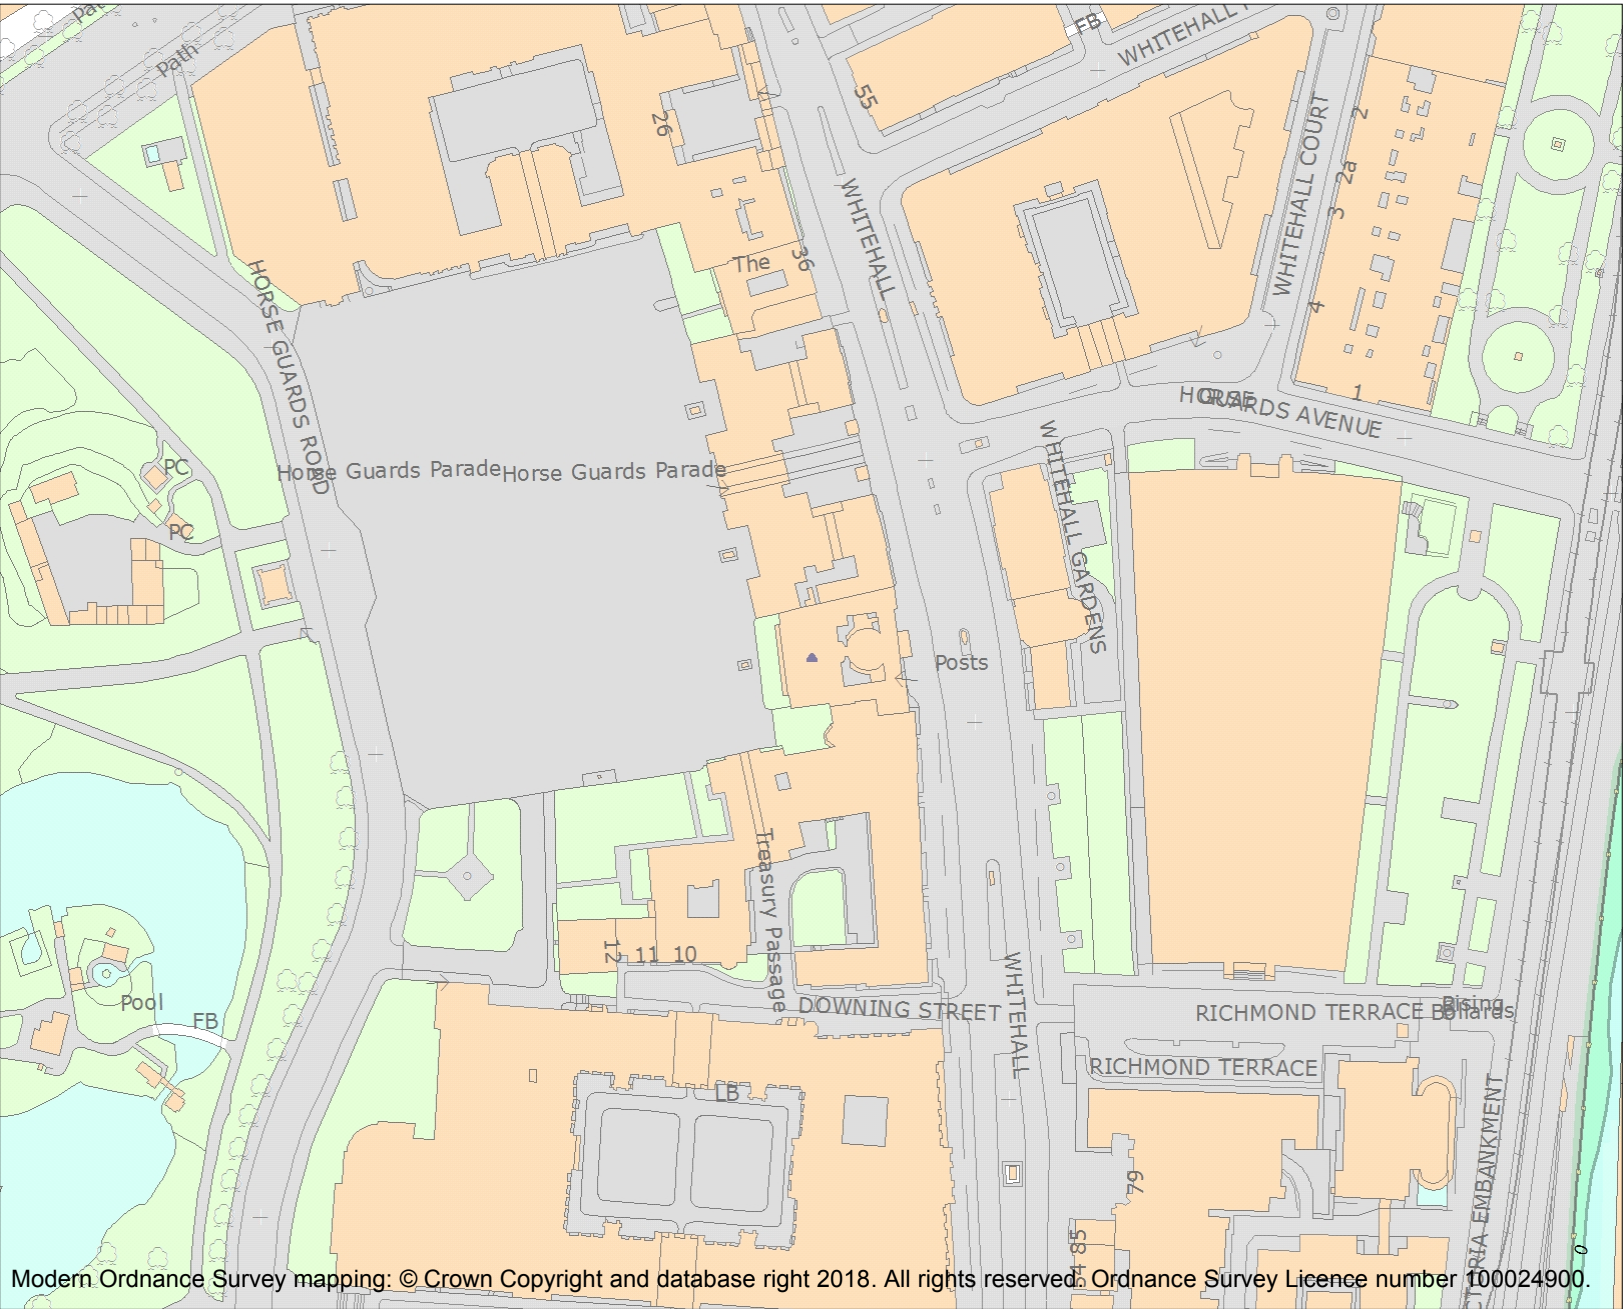 Path
FB
WHITEHALL
Path
55
26
2
WHITEHALL COURT
2a
3
WHITEHALL
The
36
4
HORSE GUARDS ROAD
1
HORSE
GUARDS AVENUE
WHITEHALL GARDENS
PC
Horse Guards Parade
Horse Guards Parade
PC
Posts
Treasury Passage
12
11
10
WHITEHALL
Pool
FB
DOWNING STREET
RICHMOND TERRACE
Rising
Bollards
RICHMOND TERRACE
LB
79
85
54
0
Modern Ordnance Survey mapping: © Crown Copyright and database right 2018. All rights reserved. Ordnance Survey Licence number 100024900.